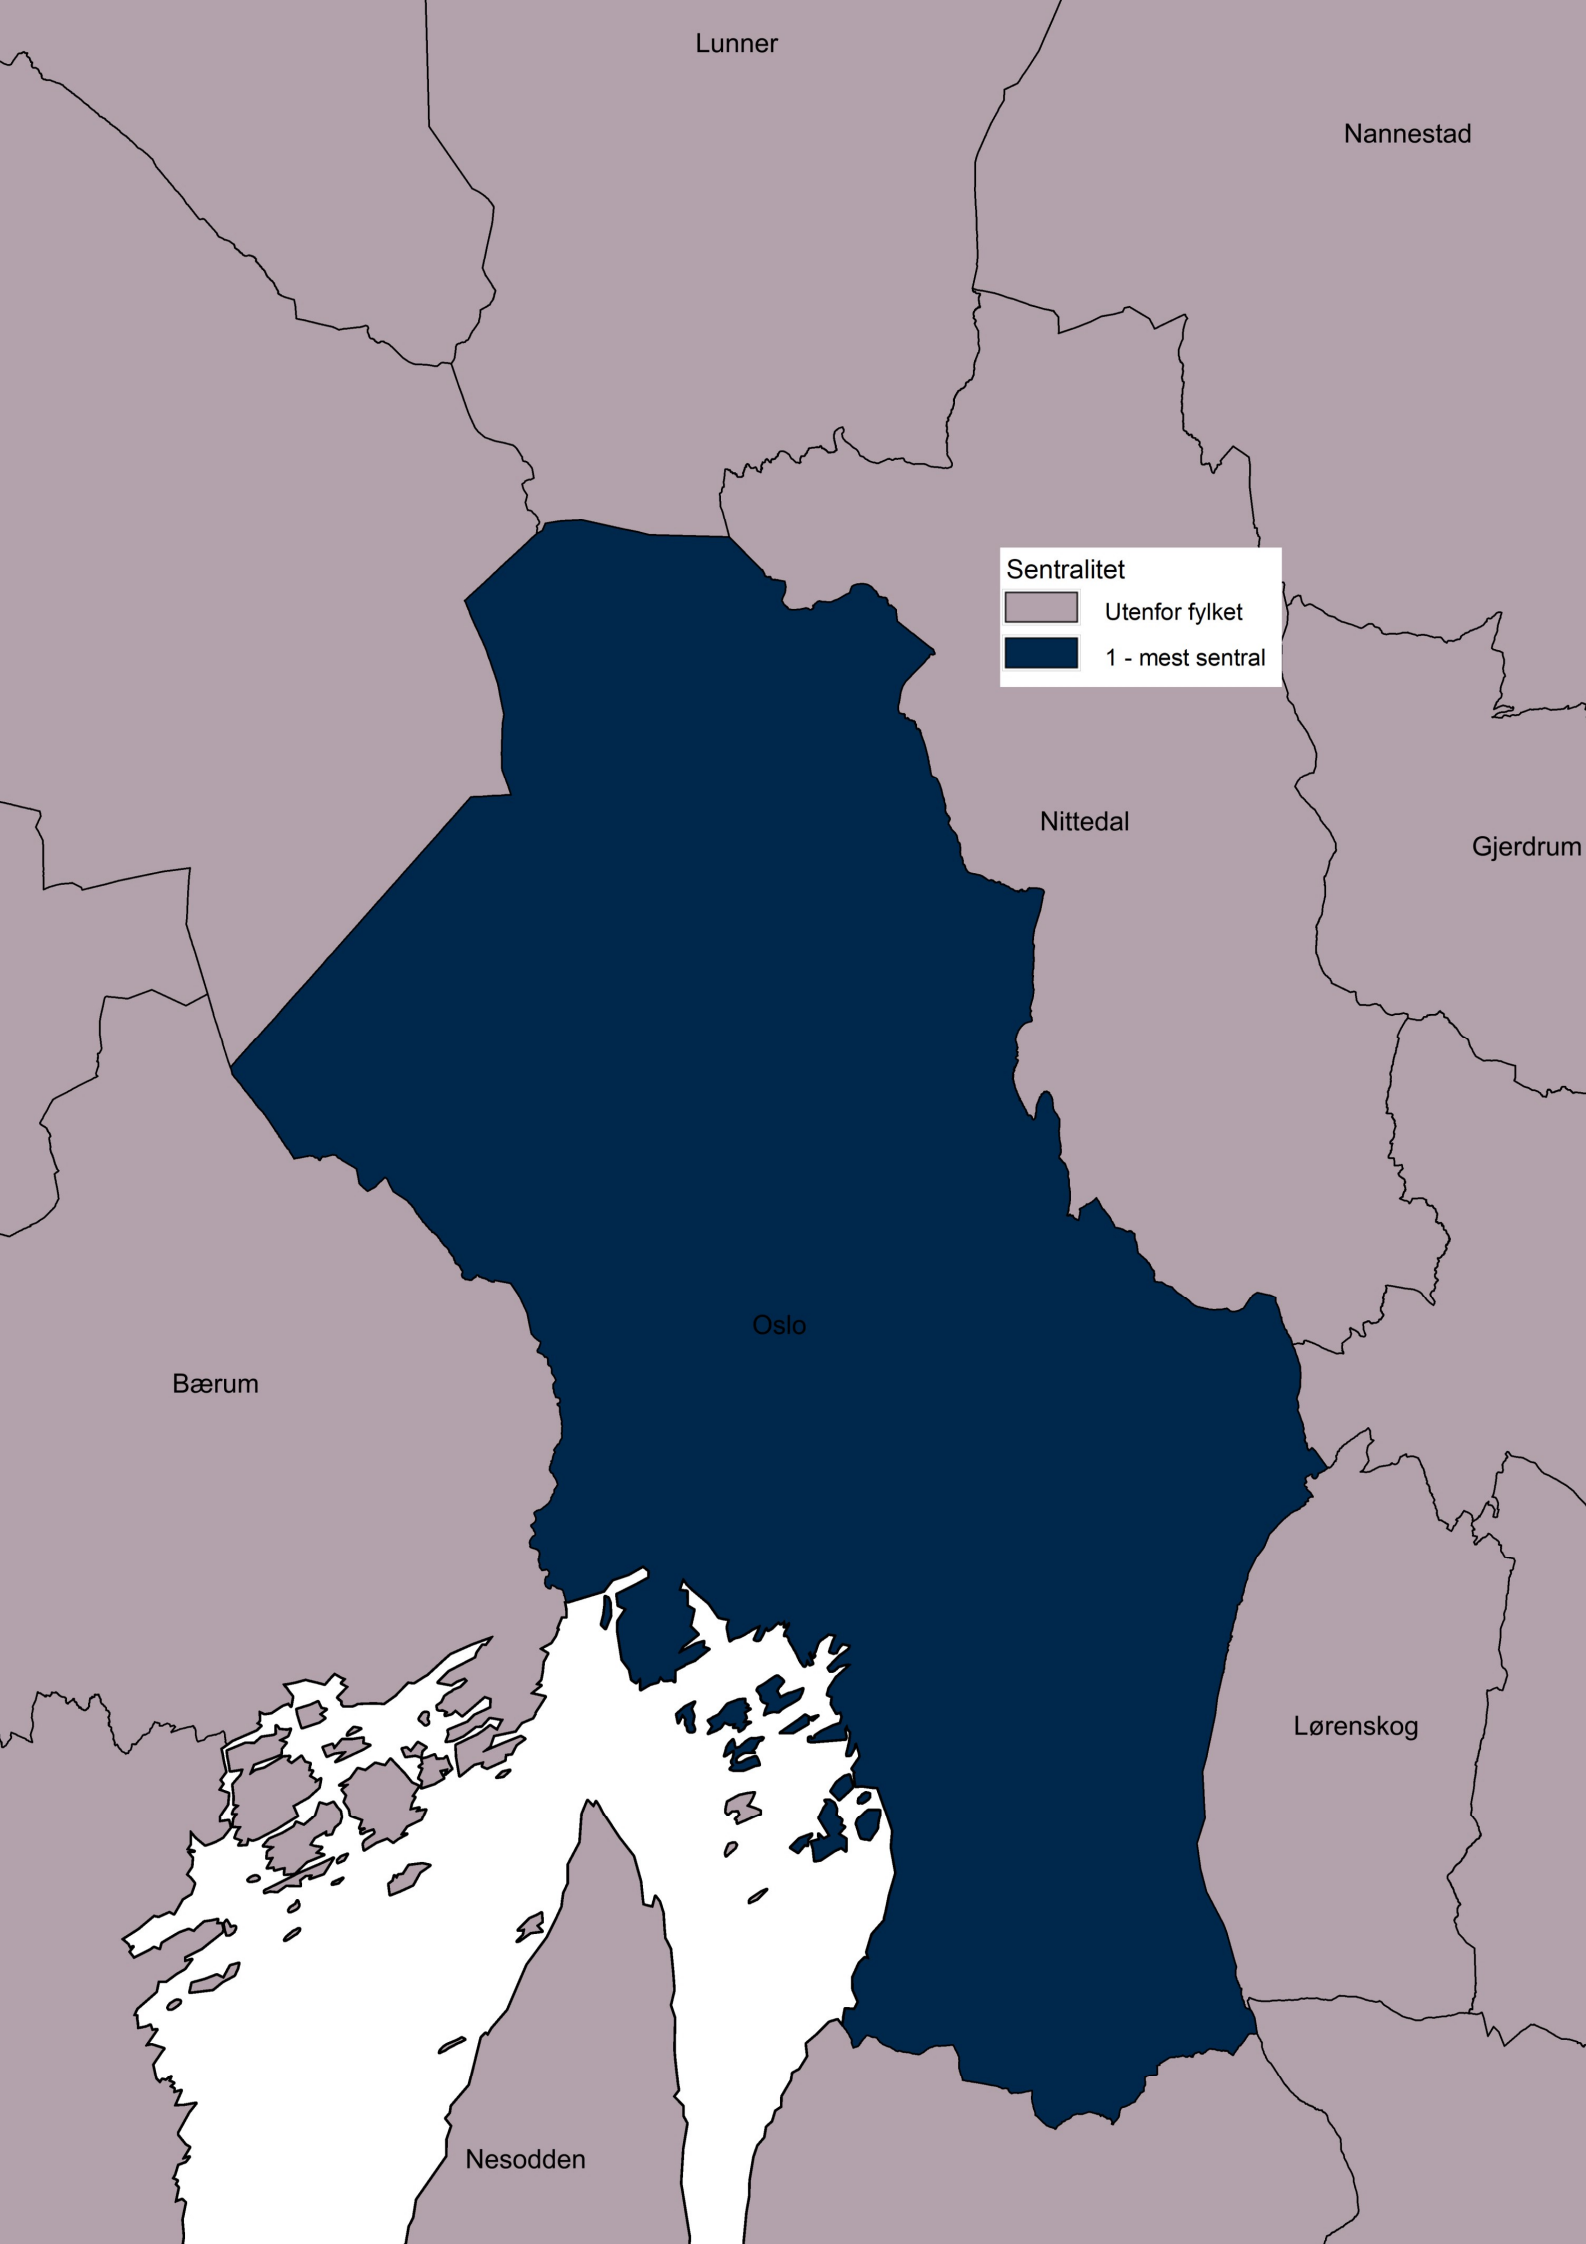 Lunner
Nannestad
Sentralitet
Utenfor fylket
1 - mest sentral
Nittedal
Gjerdrum
Oslo
Bærum
Lørenskog
Nesodden